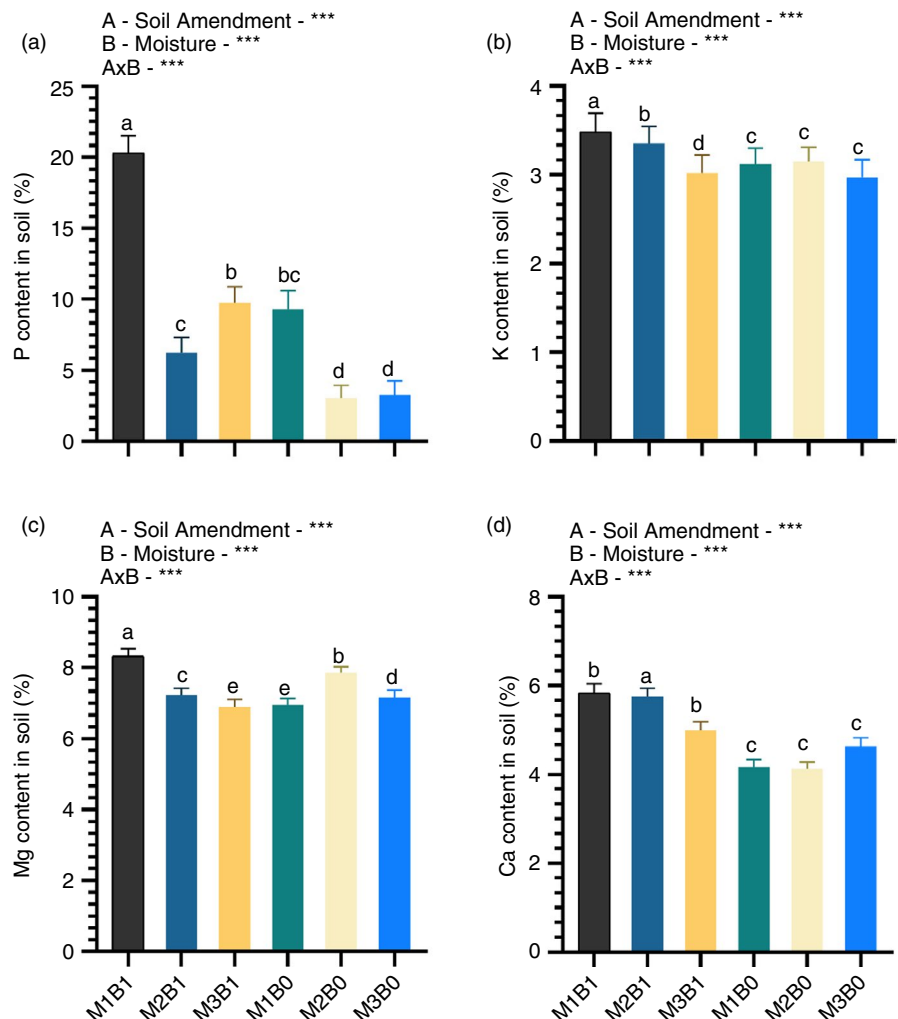 (a)
A - Soil Amendment - ***
B - Moisture - ***
AxB - ***
P content in soil (%)
25
20
15
10
5
0
a
c
b
bc
d
d
(b)
A - Soil Amendment - ***
B - Moisture - ***
AxB - ***
K content in soil (%)
4
3
2
1
0
a
b
d
c
c
c
(c)
A - Soil Amendment - ***
B - Moisture - ***
AxB - ***
Mg content in soil (%)
10
8
6
4
2
0
a
c
e
e
b
d
M1B1
M2B1
M3B1
M1B0
M2B0
M3B0
(d)
A - Soil Amendment - ***
B - Moisture - ***
AxB - ***
Ca content in soil (%)
8
6
4
2
0
b
a
b
c
c
c
M1B1
M2B1
M3B1
M1B0
M2B0
M3B0